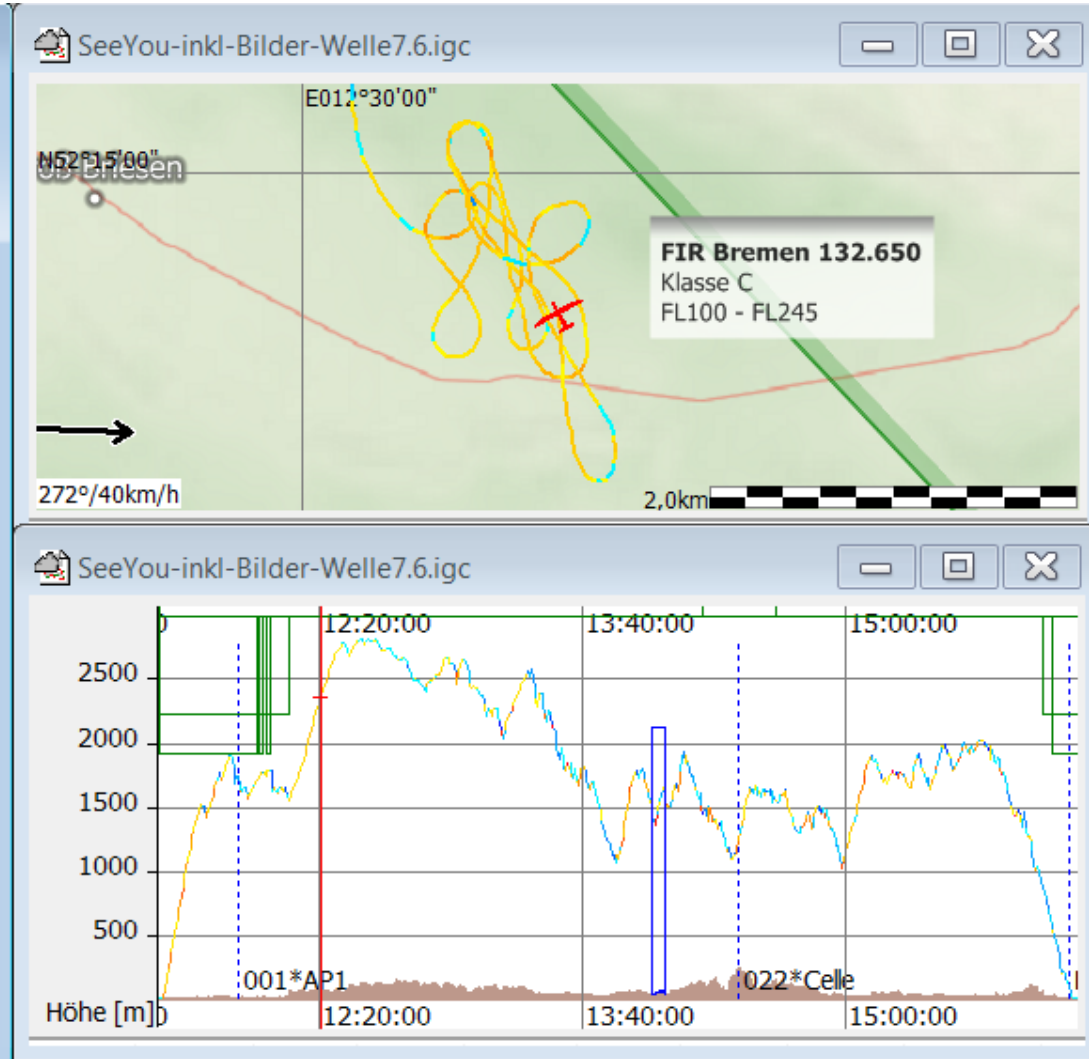 SeeYou-inkl-Bilder-Welle7.6.igc
E012°30'00"
N52°15'00"
Briesen
FIR Bremen 132.650
Klasse C
FL100 - FL245
272°/40km/h
2,0km
SeeYou-inkl-Bilder-Welle7.6.igc
12:20:00
13:40:00
15:00:00
2500
2000
1500
1000
500
001*AP1
022*Celle
Höhe [m]
12:20:00
13:40:00
15:00:00